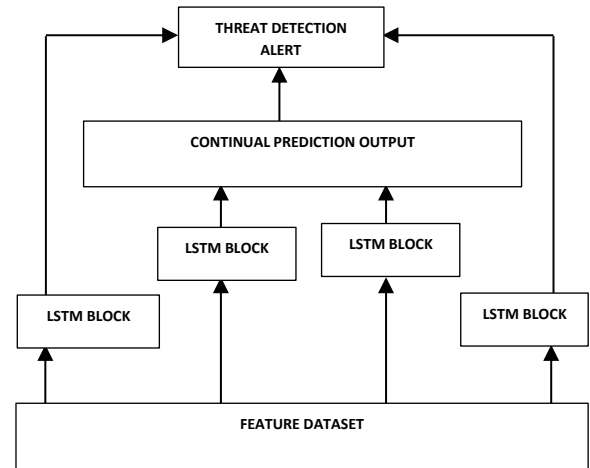 THREAT DETECTION
ALERT
CONTINUAL PREDICTION OUTPUT
LSTM BLOCK
LSTM BLOCK
LSTM BLOCK
LSTM BLOCK
FEATURE DATASET